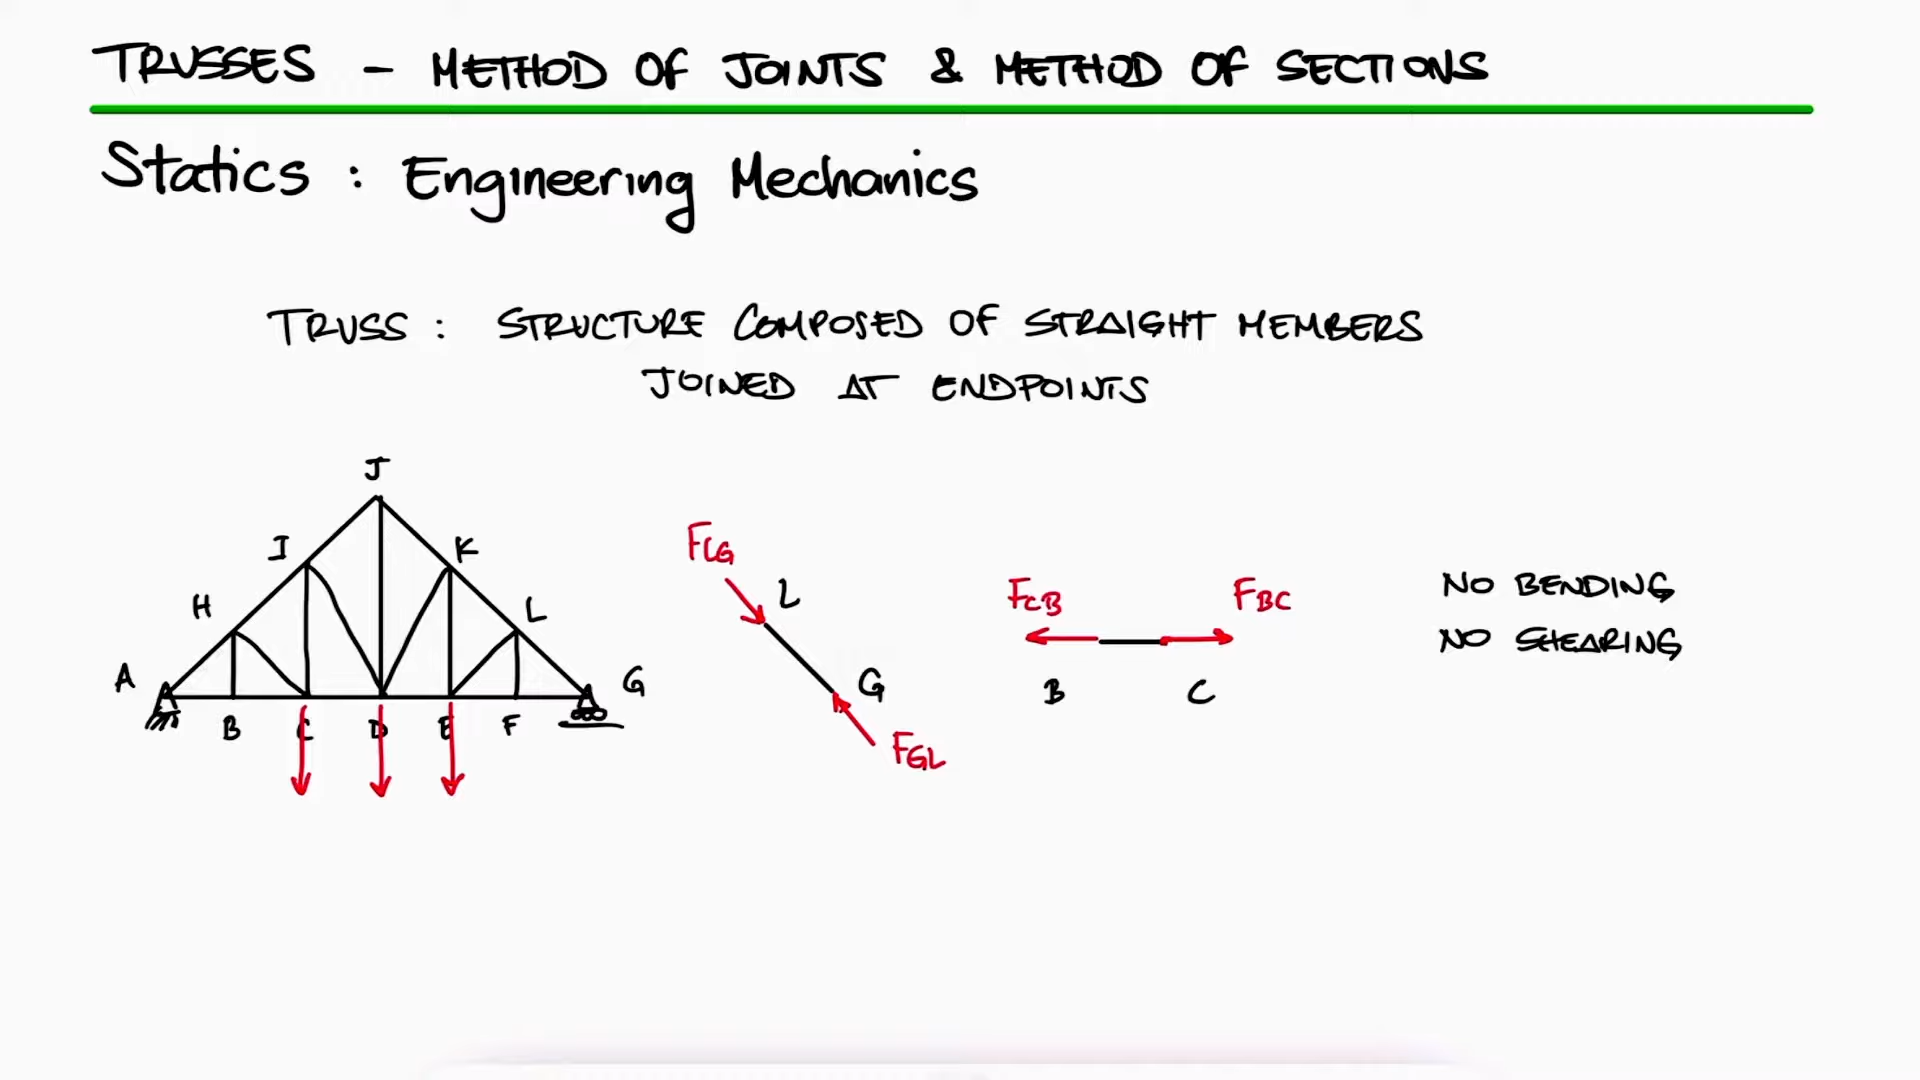 TRUSSES - METHOD OF JOINTS & METHOD OF SECTIONS
Statics : Engineering Mechanics
TRUSS : STRUCTURE COMPOSED OF STRAIGHT MEMBERS
JOINED AT ENDPOINTS
J
I
K
H
L
A
G
B
C
D
E
F
FLG
L
G
FGL
FCB
FBC
B
C
NO BENDING
NO SHEARING